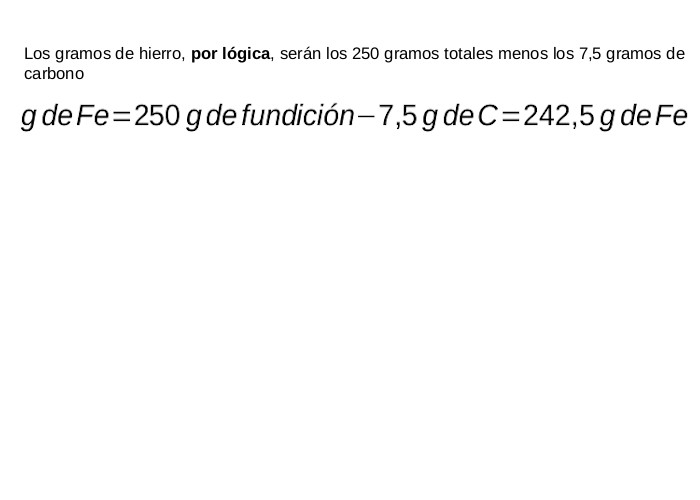 Los gramos de hierro, por lógica, serán los 250 gramos totales menos los 7,5 gramos de
carbono
g de Fe=250 g de fundición−7,5 g de C=242,5 g de Fe